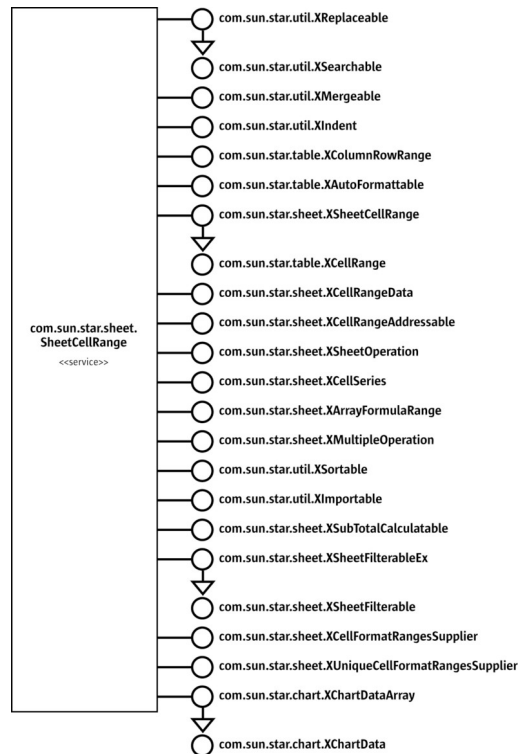 com.sun.star.util.XReplaceable
com.sun.star.util.XSearchable
com.sun.star.util.XMergeable
com.sun.star.util.XIndent
com.sun.star.table.XColumnRowRange
com.sun.star.table.XAutoFormattable
com.sun.star.sheet.XSheetCellRange
com.sun.star.table.XCellRange
com.sun.star.sheet.XCellRangeData
com.sun.star.sheet.
SheetCellRange
<<service>>
com.sun.star.sheet.XCellRangeAddressable
com.sun.star.sheet.XSheetOperation
com.sun.star.sheet.XCellSeries
com.sun.star.sheet.XArrayFormulaRange
com.sun.star.sheet.XMultipleOperation
com.sun.star.util.XSortable
com.sun.star.util.XImportable
com.sun.star.sheet.XSubTotalCalculatable
com.sun.star.sheet.XSheetFilterableEx
com.sun.star.sheet.XSheetFilterable
com.sun.star.sheet.XCellFormatRangesSupplier
com.sun.star.sheet.XUniqueCellFormatRangesSupplier
com.sun.star.chart.XChartDataArray
com.sun.star.chart.XChartData